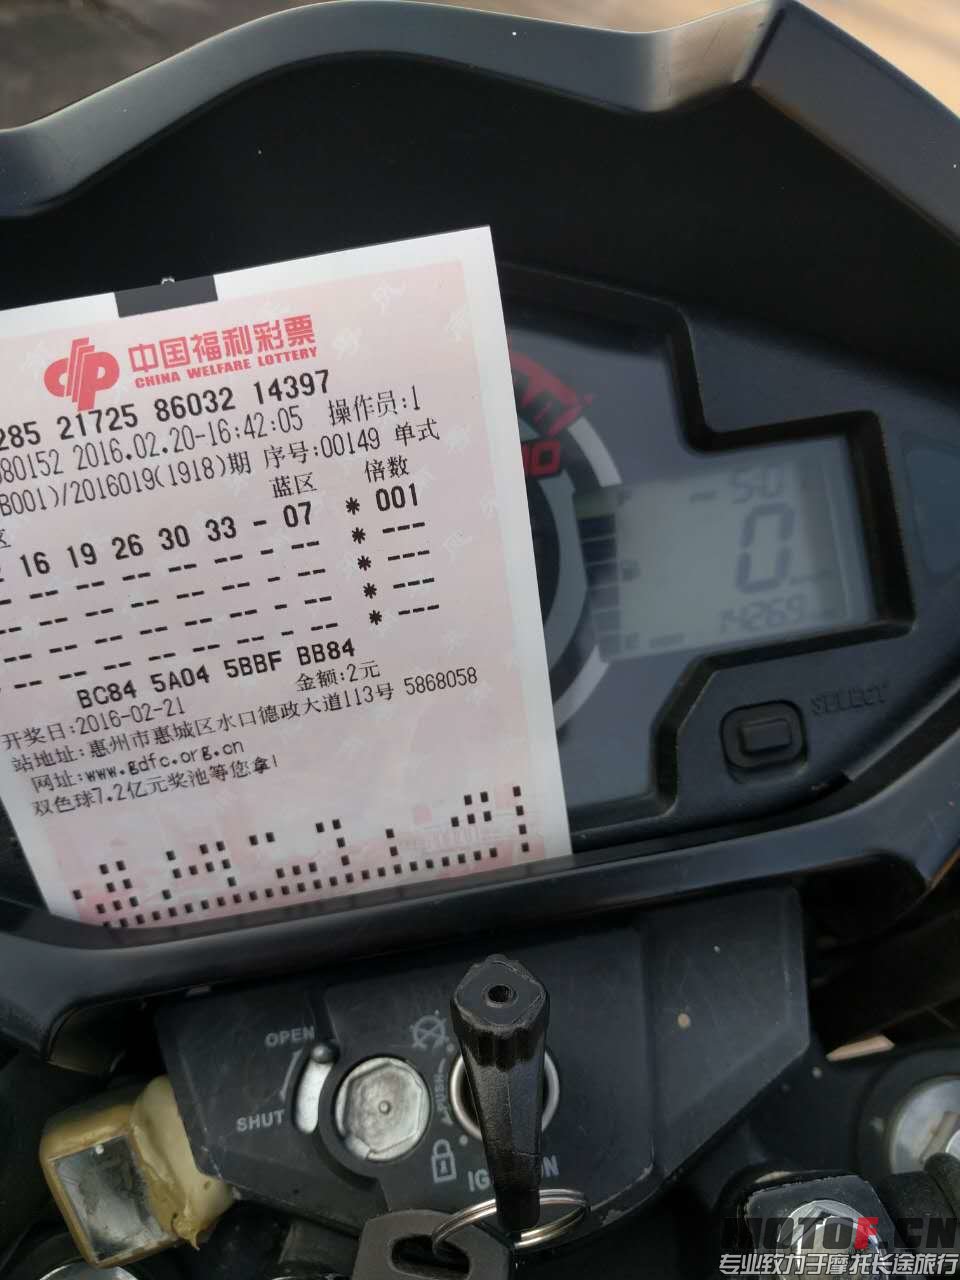 中国福利彩票
CHINA WELFARE LOTTERY
285 21725 86032 14397
80152 2016.02.20-16:42:05 操作员:1
B001)/2016019(1918)期 序号:00149 单式
区 蓝区 倍数
16 19 26 30 33 - 07 * 001
-- -- -- -- -- - -- * ---
-- -- -- -- -- - -- * ---
-- -- -- -- -- - -- * ---
-- -- -- -- -- - -- * ---
BC84 5A04 5BBF BB84
开奖日:2016-02-21 金额:2元
站地址:惠州市惠城区水口德政大道113号 5868058
网址:www.gdfc.org.cn
双色球7.2亿元奖池等您拿!
0
14269
SELECT
OPEN
SHUT
PUSH
IGNITION
MOTOF.CN
专业致力于摩托长途旅行